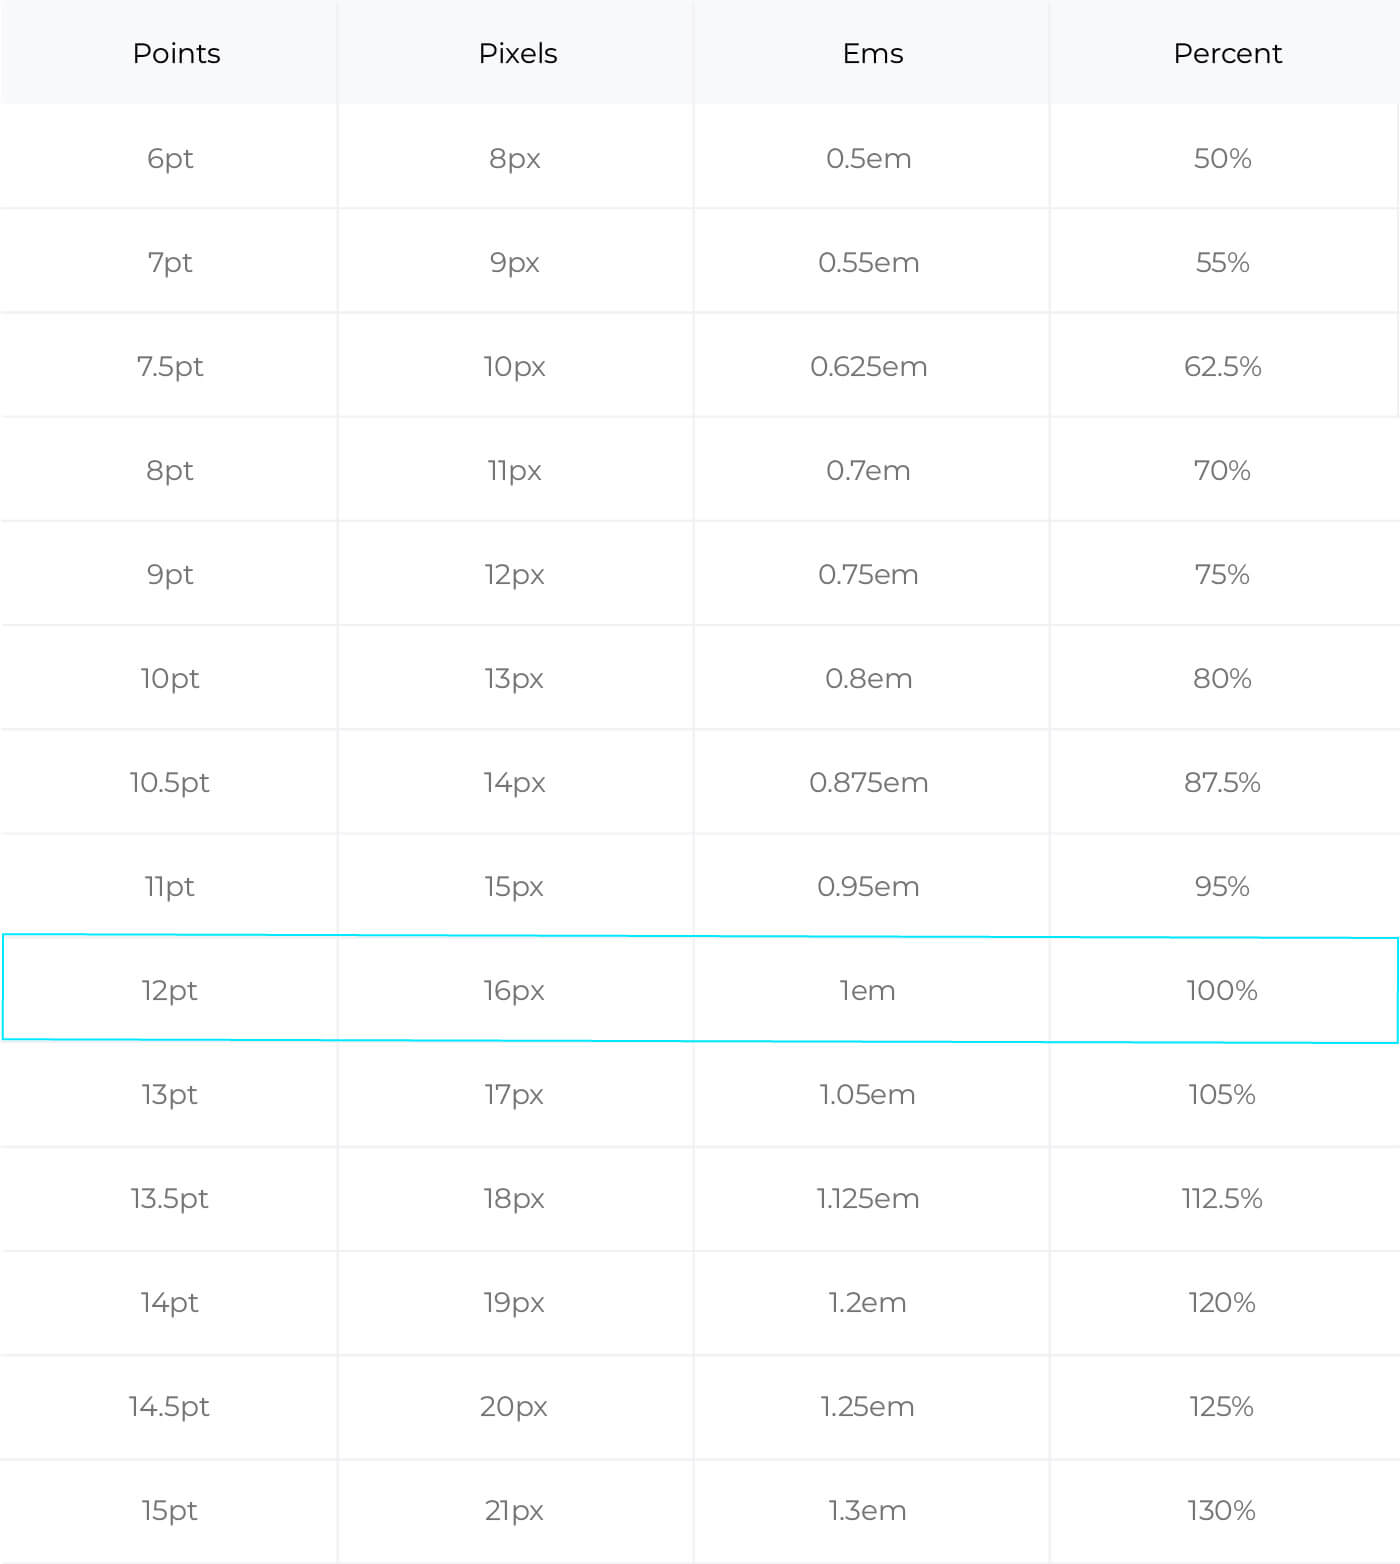 Points Pixels Ems Percent
6pt 8px 0.5em 50%
7pt 9px 0.55em 55%
7.5pt 10px 0.625em 62.5%
8pt 11px 0.7em 70%
9pt 12px 0.75em 75%
10pt 13px 0.8em 80%
10.5pt 14px 0.875em 87.5%
11pt 15px 0.95em 95%
12pt 16px 1em 100%
13pt 17px 1.05em 105%
13.5pt 18px 1.125em 112.5%
14pt 19px 1.2em 120%
14.5pt 20px 1.25em 125%
15pt 21px 1.3em 130%